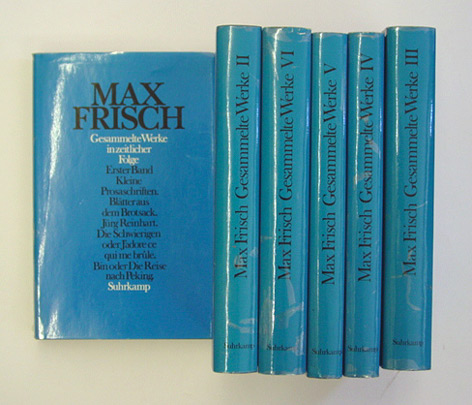 MAX
FRISCH
Gesammelte Werke
in zeitlicher
Folge
Erster Band
Kleine
Prosaschriften.
Blätter aus
dem Brotsack.
Jürg Reinhart.
Die Schwierigen
oder J'adore ce
qui me brûle.
Bin oder Die Reise
nach Peking.
Suhrkamp
Max Frisch Gesammelte Werke II
Suhrkamp
Max Frisch Gesammelte Werke VI
Suhrkamp
Max Frisch Gesammelte Werke V
Suhrkamp
Max Frisch Gesammelte Werke IV
Suhrkamp
Max Frisch Gesammelte Werke III
Suhrkamp